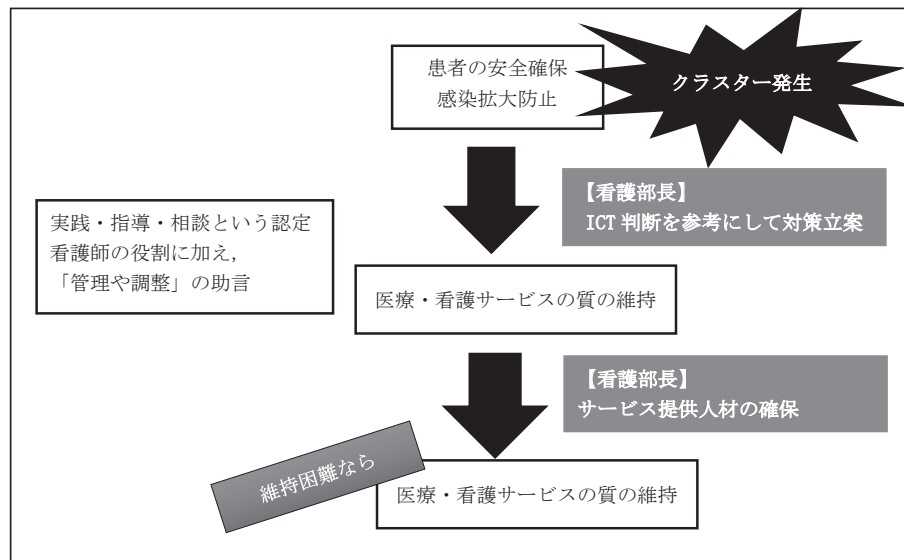 患者の安全確保
感染拡大防止
クラスター発生
【看護部長】
ICT 判断を参考にして対策立案
実践・指導・相談という認定
看護師の役割に加え，
「管理や調整」の助言
医療・看護サービスの質の維持
【看護部長】
サービス提供人材の確保
維持困難なら
医療・看護サービスの質の維持